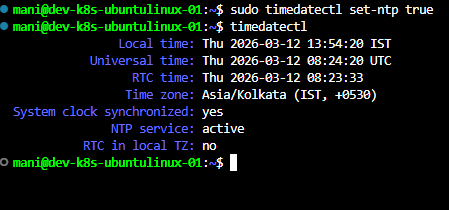 mani@dev-k8s-ubuntulinux-01:~$ sudo timedatectl set-ntp true
mani@dev-k8s-ubuntulinux-01:~$ timedatectl
Local time: Thu 2026-03-12 13:54:20 IST
Universal time: Thu 2026-03-12 08:24:20 UTC
RTC time: Thu 2026-03-12 08:23:33
Time zone: Asia/Kolkata (IST, +0530)
System clock synchronized: yes
NTP service: active
RTC in local TZ: no
mani@dev-k8s-ubuntulinux-01:~$